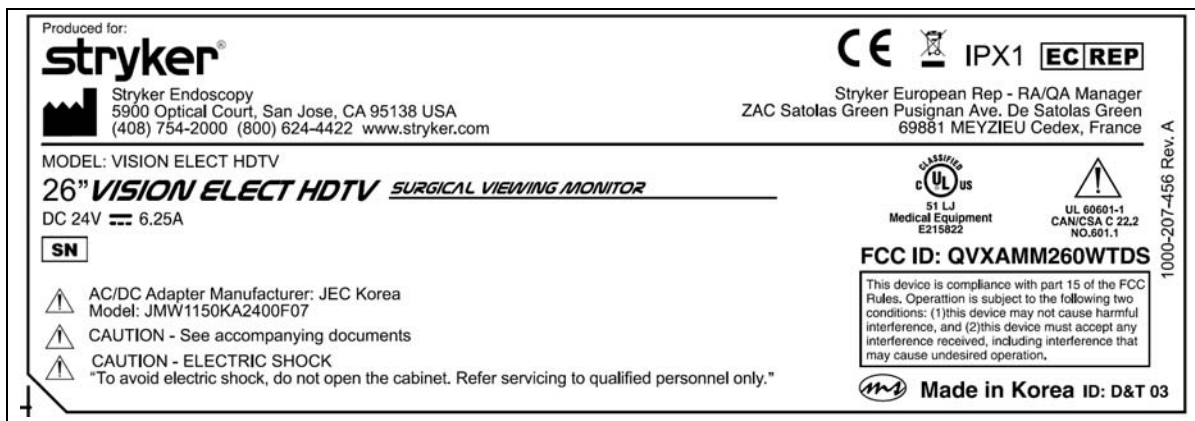 Produced for:
stryker®
Stryker Endoscopy
5900 Optical Court, San Jose, CA 95138 USA
(408) 754-2000 (800) 624-4422 www.stryker.com
CE IPX1 EC REP
Stryker European Rep - RA/QA Manager
ZAC Satolas Green Pusignan Ave. De Satolas Green
69881 MEYZIEU Cedex, France
MODEL: VISION ELECT HDTV
26” VISION ELECT HDTV SURGICAL VIEWING MONITOR
DC 24V 6.25A
SN
AC/DC Adapter Manufacturer: JEC Korea
Model: JMW1150KA2400F07
CAUTION - See accompanying documents
CAUTION - ELECTRIC SHOCK
“To avoid electric shock, do not open the cabinet. Refer servicing to qualified personnel only.”
CLASSIFIED
C UL US
51 LJ
Medical Equipment
E215822
UL 60601-1
CAN/CSA C 22.2
NO.601.1
FCC ID: QVXAMM260WTDS
This device is compliance with part 15 of the FCC
Rules. Operattion is subject to the following two
conditions: (1)this device may not cause harmful
interference, and (2)this device must accept any
interference received, including interference that
may cause undesired operation.
Made in Korea ID: D&T 03
1000-207-456 Rev. A